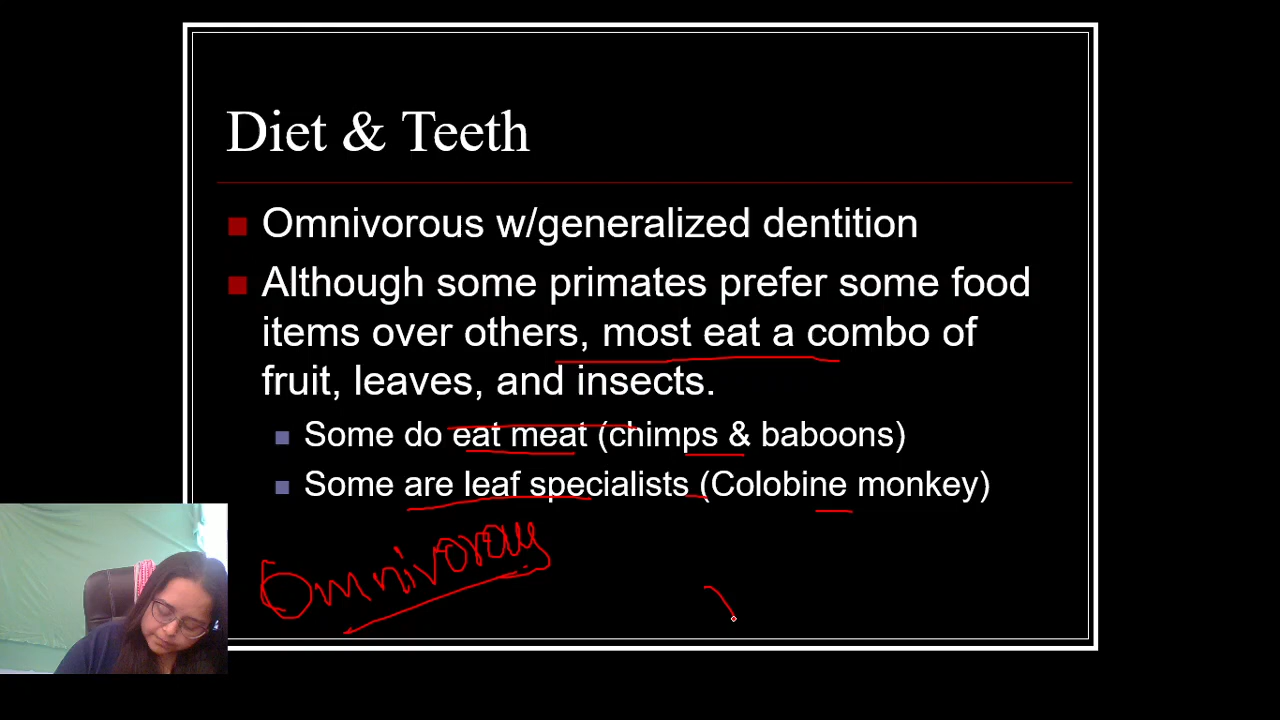 Diet & Teeth
Omnivorous w/generalized dentition
Although some primates prefer some food
items over others, most eat a combo of
fruit, leaves, and insects.
Some do eat meat (chimps & baboons)
Some are leaf specialists (Colobine monkey)
Omnivorous